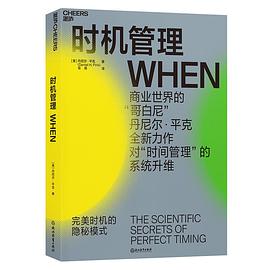 CHEERS
湛庐
时机管理
WHEN
[美] 丹尼尔·平克 著
(Daniel H. Pink)
商业世界的
“哥白尼”
丹尼尔·平克
全新力作
对“时间管理”的
系统升维
完美时机的
隐秘模式
THE SCIENTIFIC
SECRETS OF
PERFECT TIMING
时机管理
WHEN